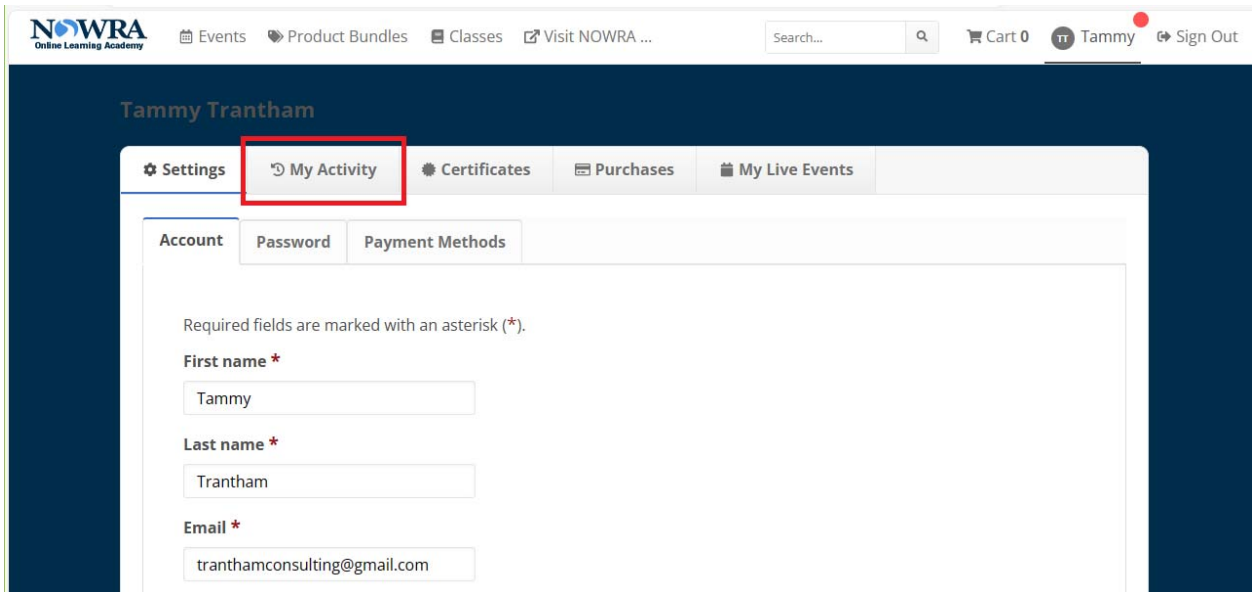 NOWRA
Online Learning Academy
Events Product Bundles Classes Visit NOWRA ... Search... Cart 0 TT Tammy Sign Out
Tammy Trantham
Settings My Activity Certificates Purchases My Live Events
Account Password Payment Methods
Required fields are marked with an asterisk (*).
First name *
Tammy
Last name *
Trantham
Email *
tranthamconsulting@gmail.com